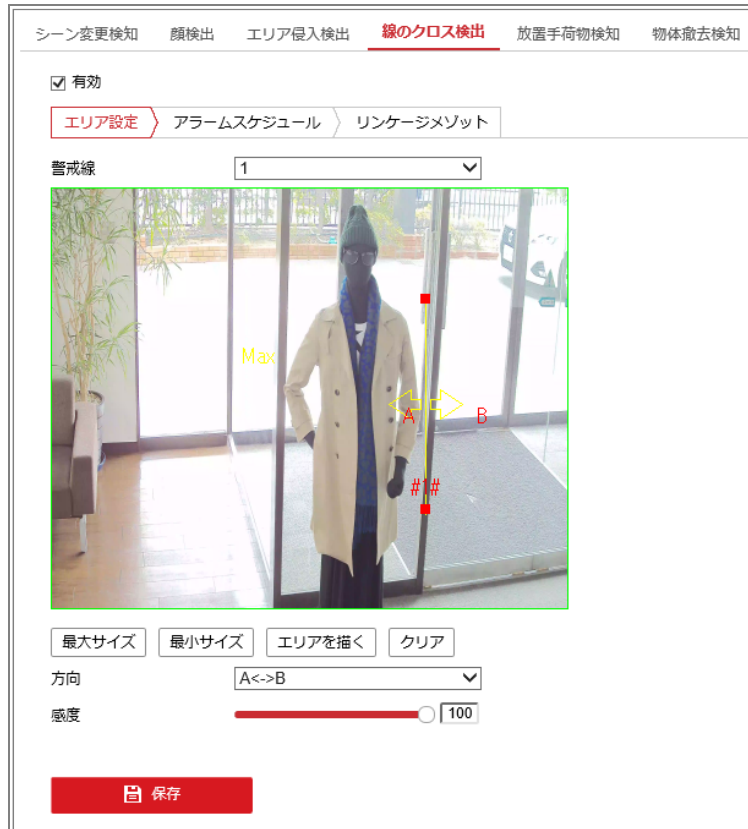 シーン変更検知 顔検出 エリア侵入検出 線のクロス検出 放置手荷物検知 物体撤去検知
有効
エリア設定 アラームスケジュール リンケージメゾット
警戒線 1
Max
A B
#1#
最大サイズ 最小サイズ エリアを描く クリア
方向 A<->B
感度 100
保存